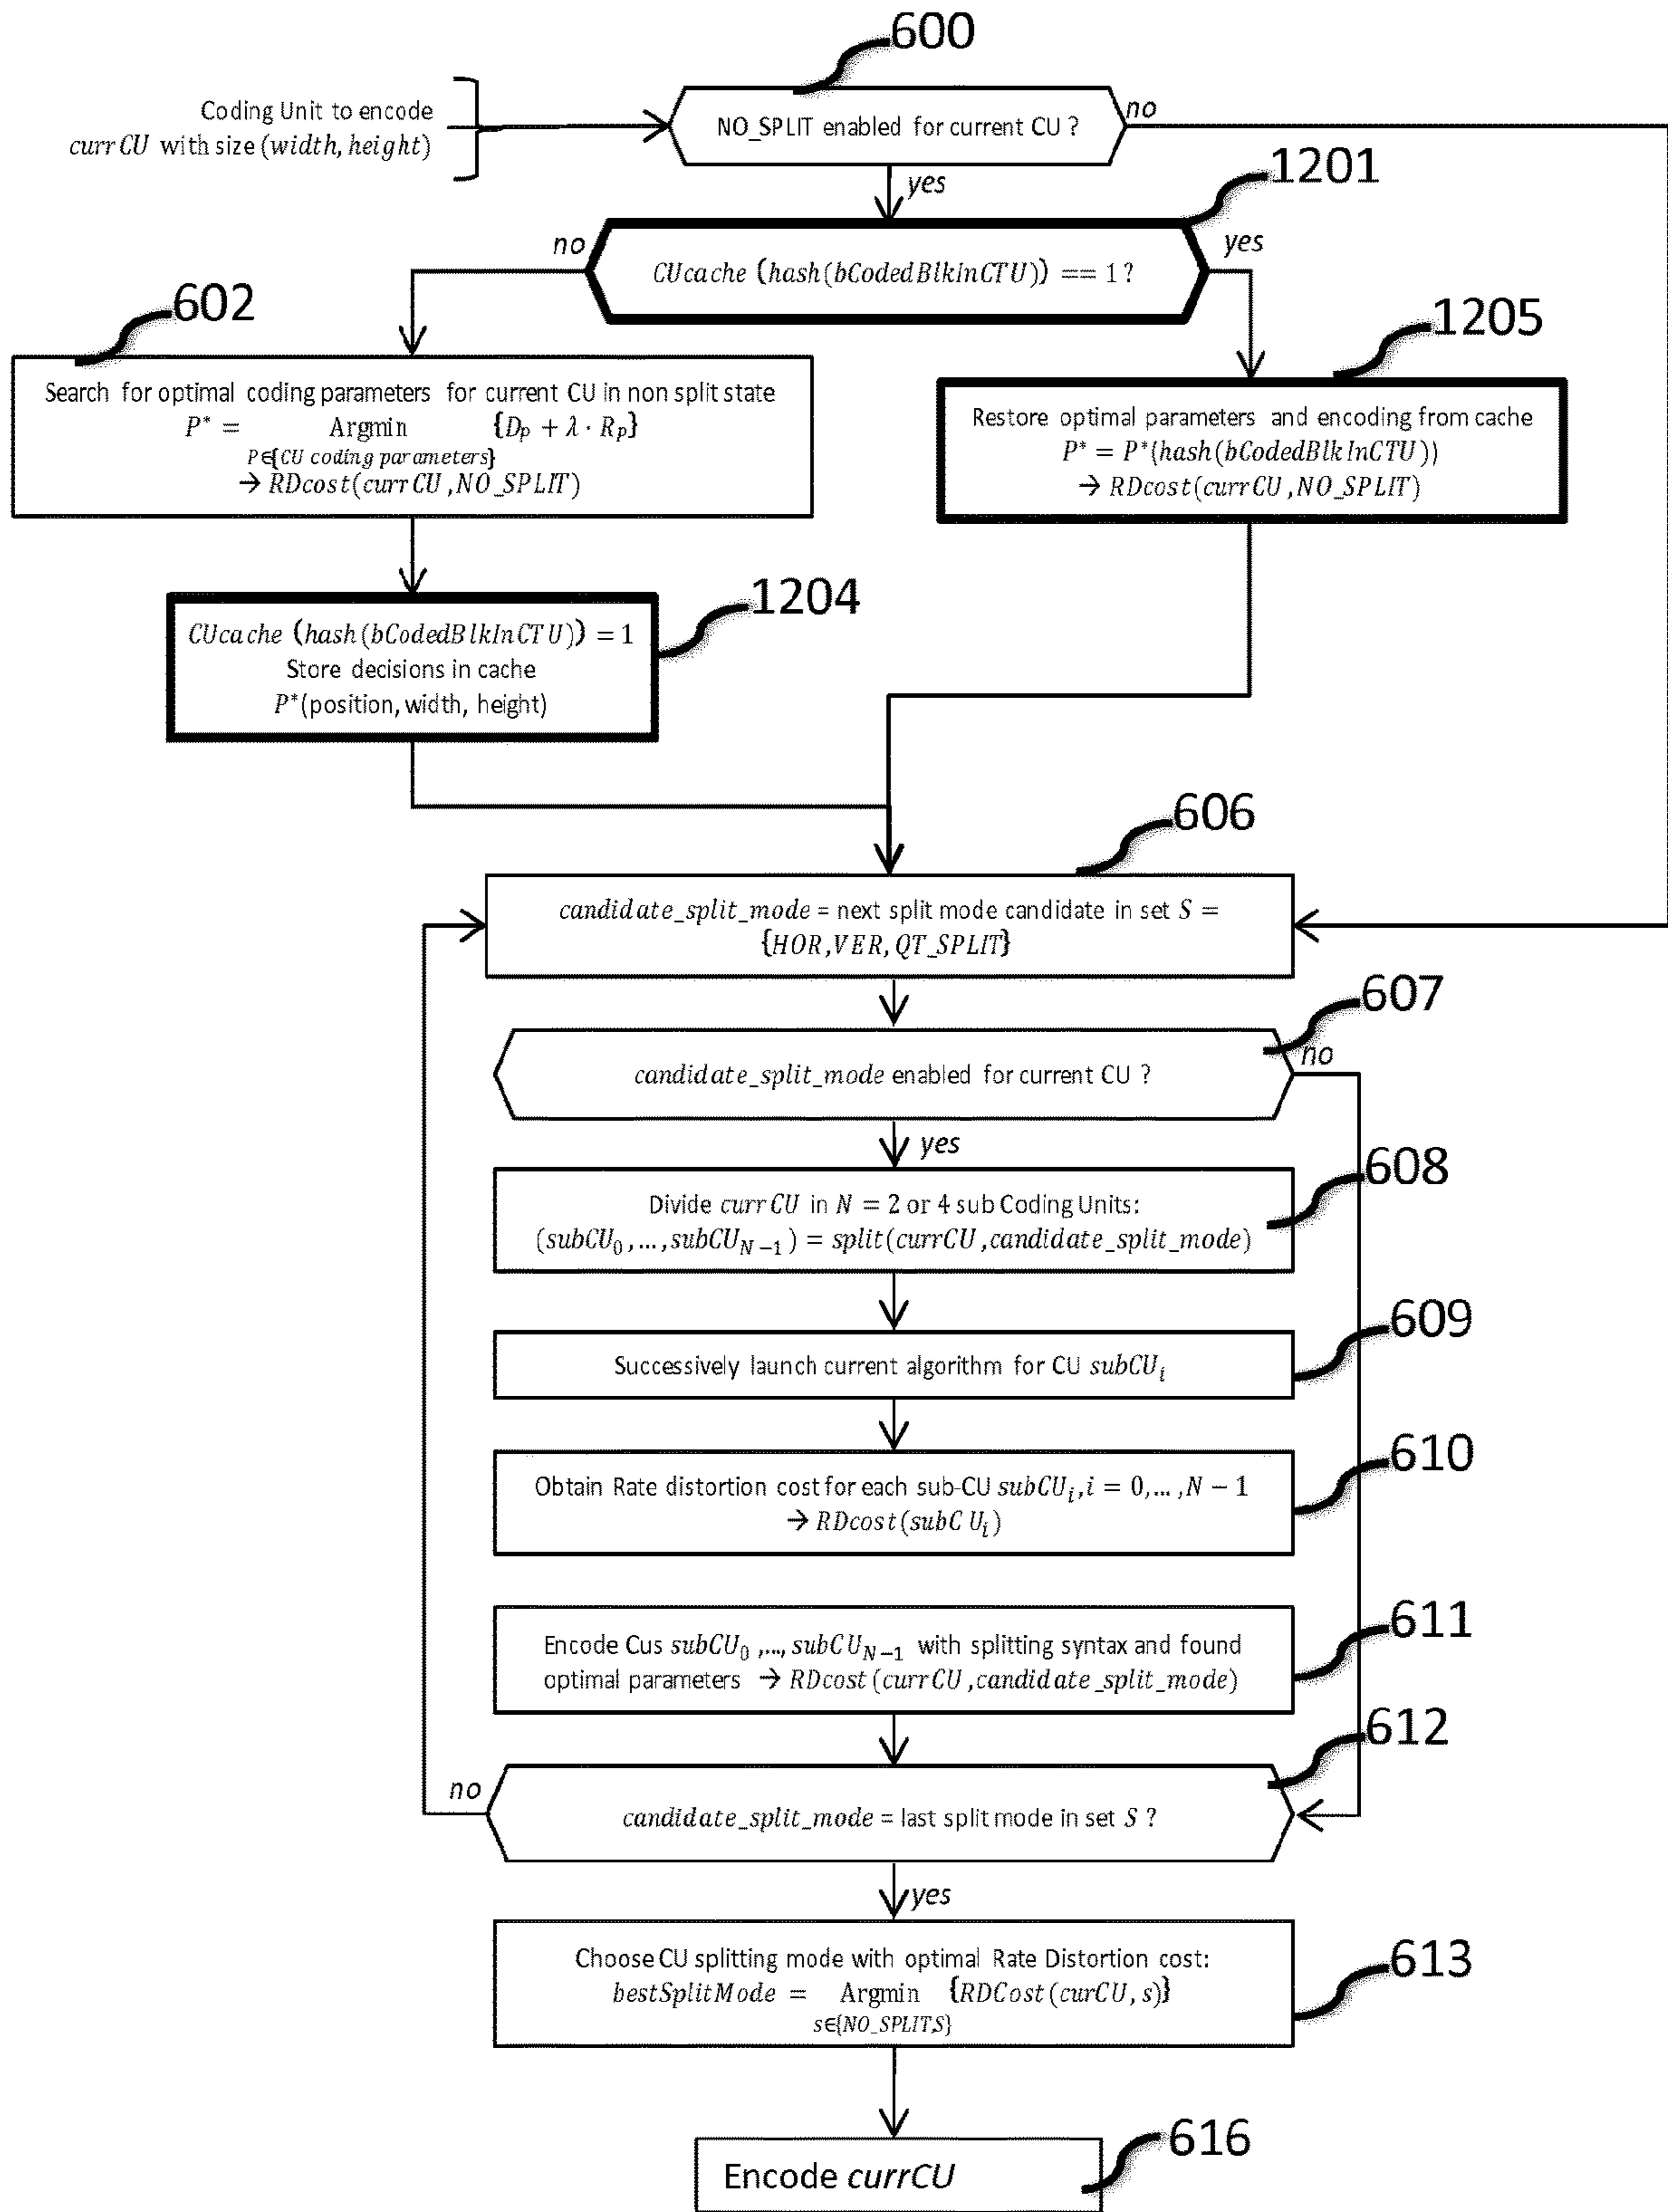 600
Coding Unit to encode
currCU with size (width, height)
NO_SPLIT enabled for current CU ?
no
yes
1201
no
yes
CUcache (hash(bCodedBlkInCTU)) == 1 ?
602
1205
Search for optimal coding parameters for current CU in non split state
P* = Argmin {D_P + λ · R_P}
P∈{CU coding parameters}
→ RDcost(currCU, NO_SPLIT)
Restore optimal parameters and encoding from cache
P* = P*(hash(bCodedBlkInCTU))
→ RDcost(currCU, NO_SPLIT)
1204
CUcache (hash(bCodedBlkInCTU)) = 1
Store decisions in cache
P*(position, width, height)
606
candidate_split_mode = next split mode candidate in set S =
{HOR, VER, QT_SPLIT}
607
no
candidate_split_mode enabled for current CU ?
yes
608
Divide currCU in N = 2 or 4 sub Coding Units:
(subCU₀, ..., subCU_{N−1}) = split(currCU, candidate_split_mode)
609
Successively launch current algorithm for CU subCUᵢ
610
Obtain Rate distortion cost for each sub-CU subCUᵢ, i = 0, ... , N − 1
→ RDcost(subCUᵢ)
611
Encode Cus subCU₀ ,..., subCU_{N−1} with splitting syntax and found
optimal parameters → RDcost(currCU, candidate_split_mode)
612
no
candidate_split_mode = last split mode in set S ?
yes
613
Choose CU splitting mode with optimal Rate Distortion cost:
bestSplitMode = Argmin {RDCost(curCU, s)}
s∈{NO_SPLIT,S}
616
Encode currCU